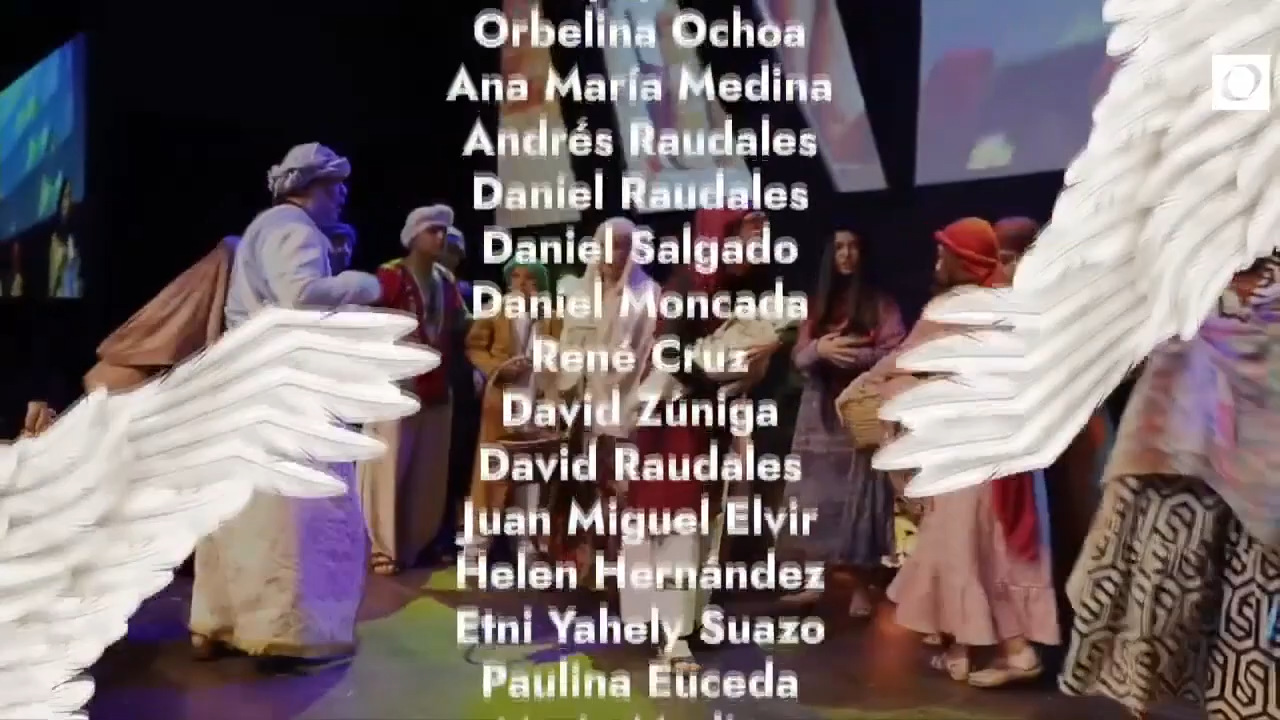 Orbelina Ochoa
Ana María Medina
Andrés Raudales
Daniel Raudales
Daniel Salgado
Daniel Moncada
René Cruz
David Zúniga
David Raudales
Juan Miguel Elvir
Helen Hernández
Etni Yahely Suazo
Paulina Euceda